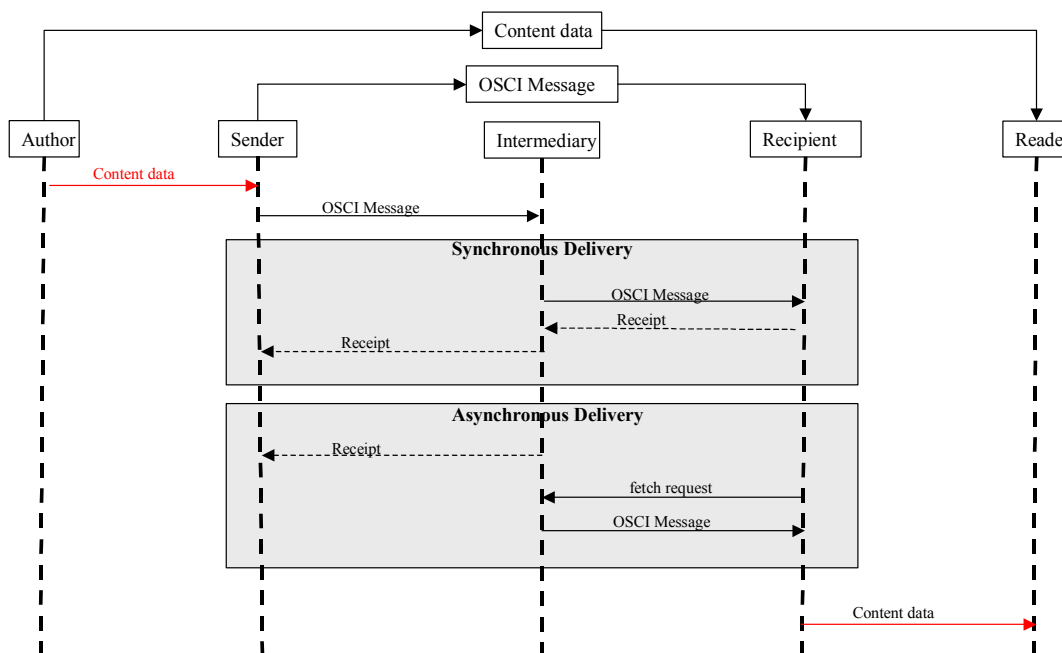 Content data
OSCI Message
Author
Sender
Intermediary
Recipient
Reade
Content data
OSCI Message
Synchronous Delivery
OSCI Message
Receipt
Receipt
Asynchronous Delivery
Receipt
fetch request
OSCI Message
Content data